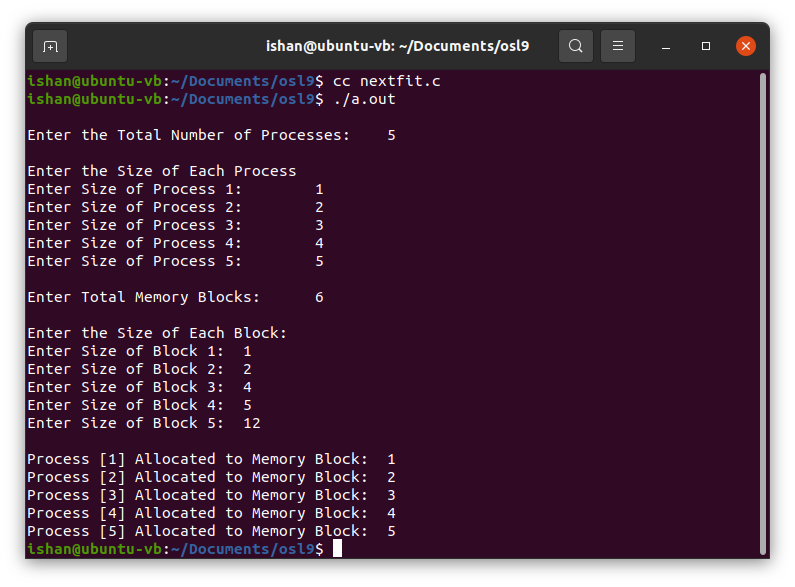 ishan@ubuntu-vb: ~/Documents/osl9
ishan@ubuntu-vb:~/Documents/osl9$ cc nextfit.c
ishan@ubuntu-vb:~/Documents/osl9$ ./a.out
Enter the Total Number of Processes:    5
Enter the Size of Each Process
Enter Size of Process 1:        1
Enter Size of Process 2:        2
Enter Size of Process 3:        3
Enter Size of Process 4:        4
Enter Size of Process 5:        5
Enter Total Memory Blocks:      6
Enter the Size of Each Block:
Enter Size of Block 1:  1
Enter Size of Block 2:  2
Enter Size of Block 3:  4
Enter Size of Block 4:  5
Enter Size of Block 5:  12
Process [1] Allocated to Memory Block:  1
Process [2] Allocated to Memory Block:  2
Process [3] Allocated to Memory Block:  3
Process [4] Allocated to Memory Block:  4
Process [5] Allocated to Memory Block:  5
ishan@ubuntu-vb:~/Documents/osl9$